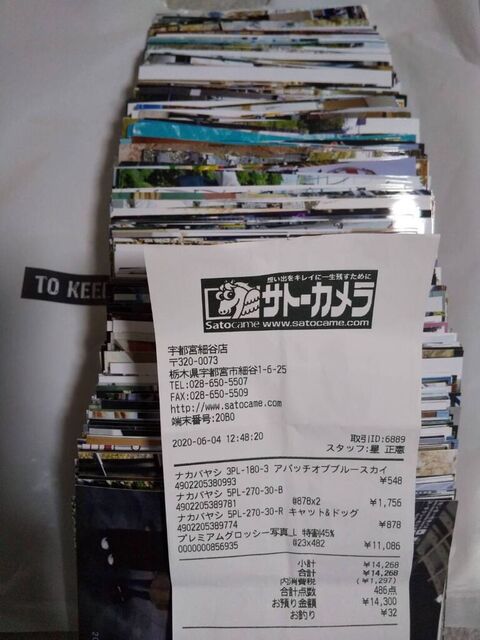 TO KEE
想い出をキレイに一生残すために
サトーカメラ
Satocame www.satocame.com
宇都宮細谷店
〒320-0073
栃木県宇都宮市細谷1-6-25
TEL:028-650-5507
FAX:028-650-5509
http://www.satocame.com
端末番号:20B0
2020-06-04 12:48:20 取引ID:6889
スタッフ:星 正憲
ナカバヤシ 3PL-180-3 アパッチオブブルースカイ
4902205380993 ¥548
ナカバヤシ 5PL-270-30-B
4902205389781 @878x2 ¥1,756
ナカバヤシ 5PL-270-30-R キャット&ドッグ
4902205389774 ¥878
プレミアムグロッシー写真_L 特割45%
0000000856935 @23x482 ¥11,086
小計 ¥14,268
合計 ¥14,268
内消費税 (¥1,297)
合計点数 486点
お預り金額 ¥14,300
お釣り ¥32